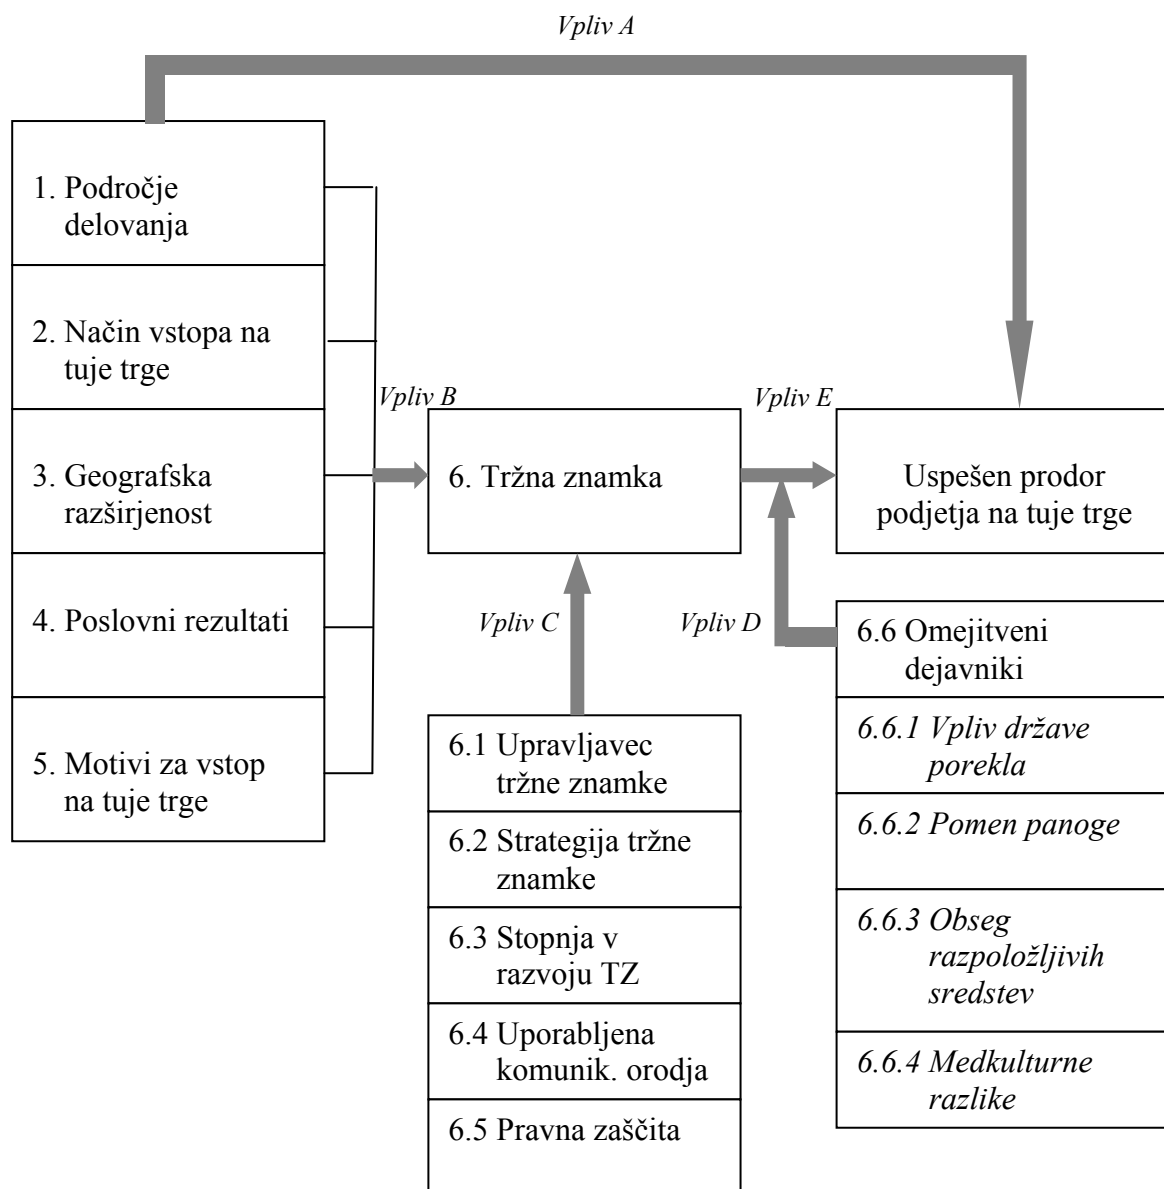 Vpliv A
1. Področje
delovanja
2. Način vstopa na
tuje trge
3. Geografska
razširjenost
4. Poslovni rezultati
5. Motivi za vstop
na tuje trge
Vpliv B
6. Tržna znamka
Vpliv E
Uspešen prodor
podjetja na tuje trge
Vpliv C
Vpliv D
6.1 Upravljavec
tržne znamke
6.2 Strategija tržne
znamke
6.3 Stopnja v
razvoju TZ
6.4 Uporabljena
komunik. orodja
6.5 Pravna zaščita
6.6 Omejitveni
dejavniki
6.6.1 Vpliv države
porekla
6.6.2 Pomen panoge
6.6.3 Obseg
razpoložljivih
sredstev
6.6.4 Medkulturne
razlike